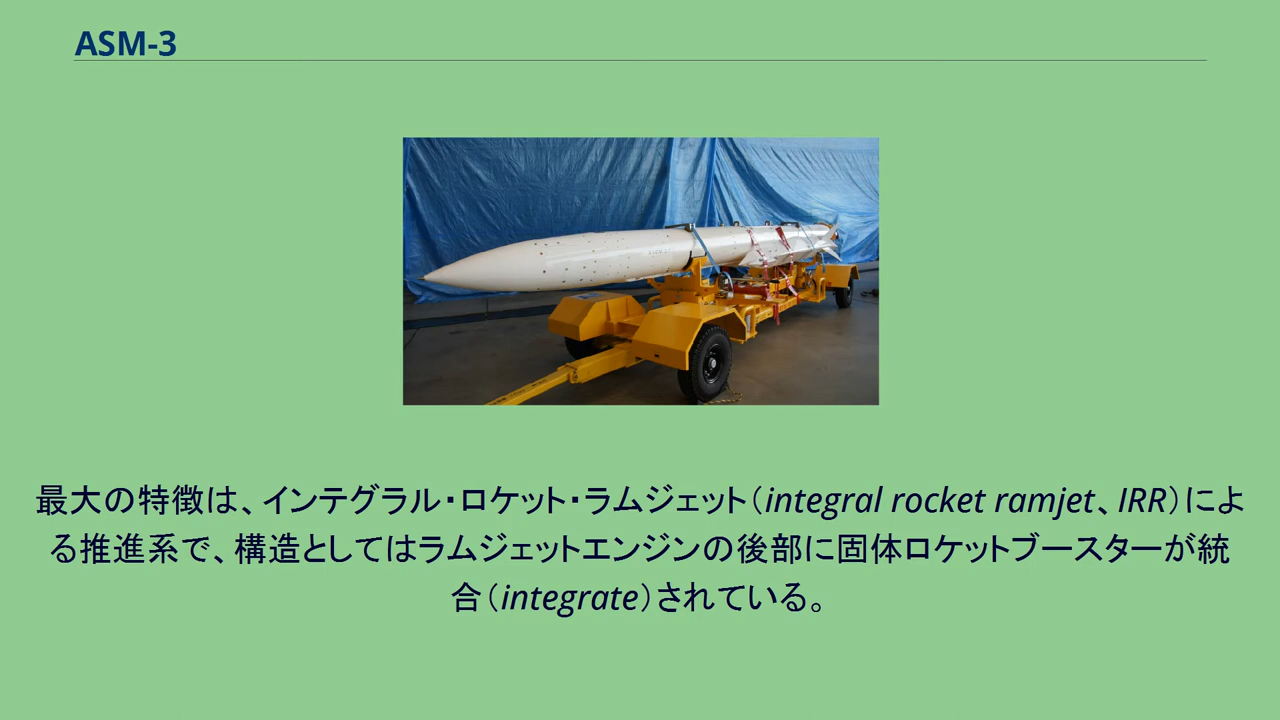 ASM-3
最大の特徴は、インテグラル・ロケット・ラムジェット（integral rocket ramjet、IRR）によ
る推進系で、構造としてはラムジェットエンジンの後部に固体ロケットブースターが統
合（integrate）されている。